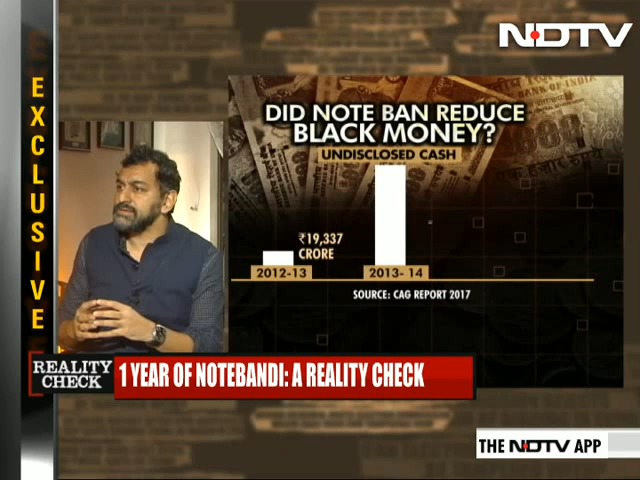 NDTV
EXCLUSIVE
DID NOTE BAN REDUCE
BLACK MONEY?
UNDISCLOSED CASH
₹19,337
CRORE
2012-13
2013- 14
SOURCE: CAG REPORT 2017
REALITY
CHECK
1 YEAR OF NOTEBANDI: A REALITY CHECK
THE NDTV APP